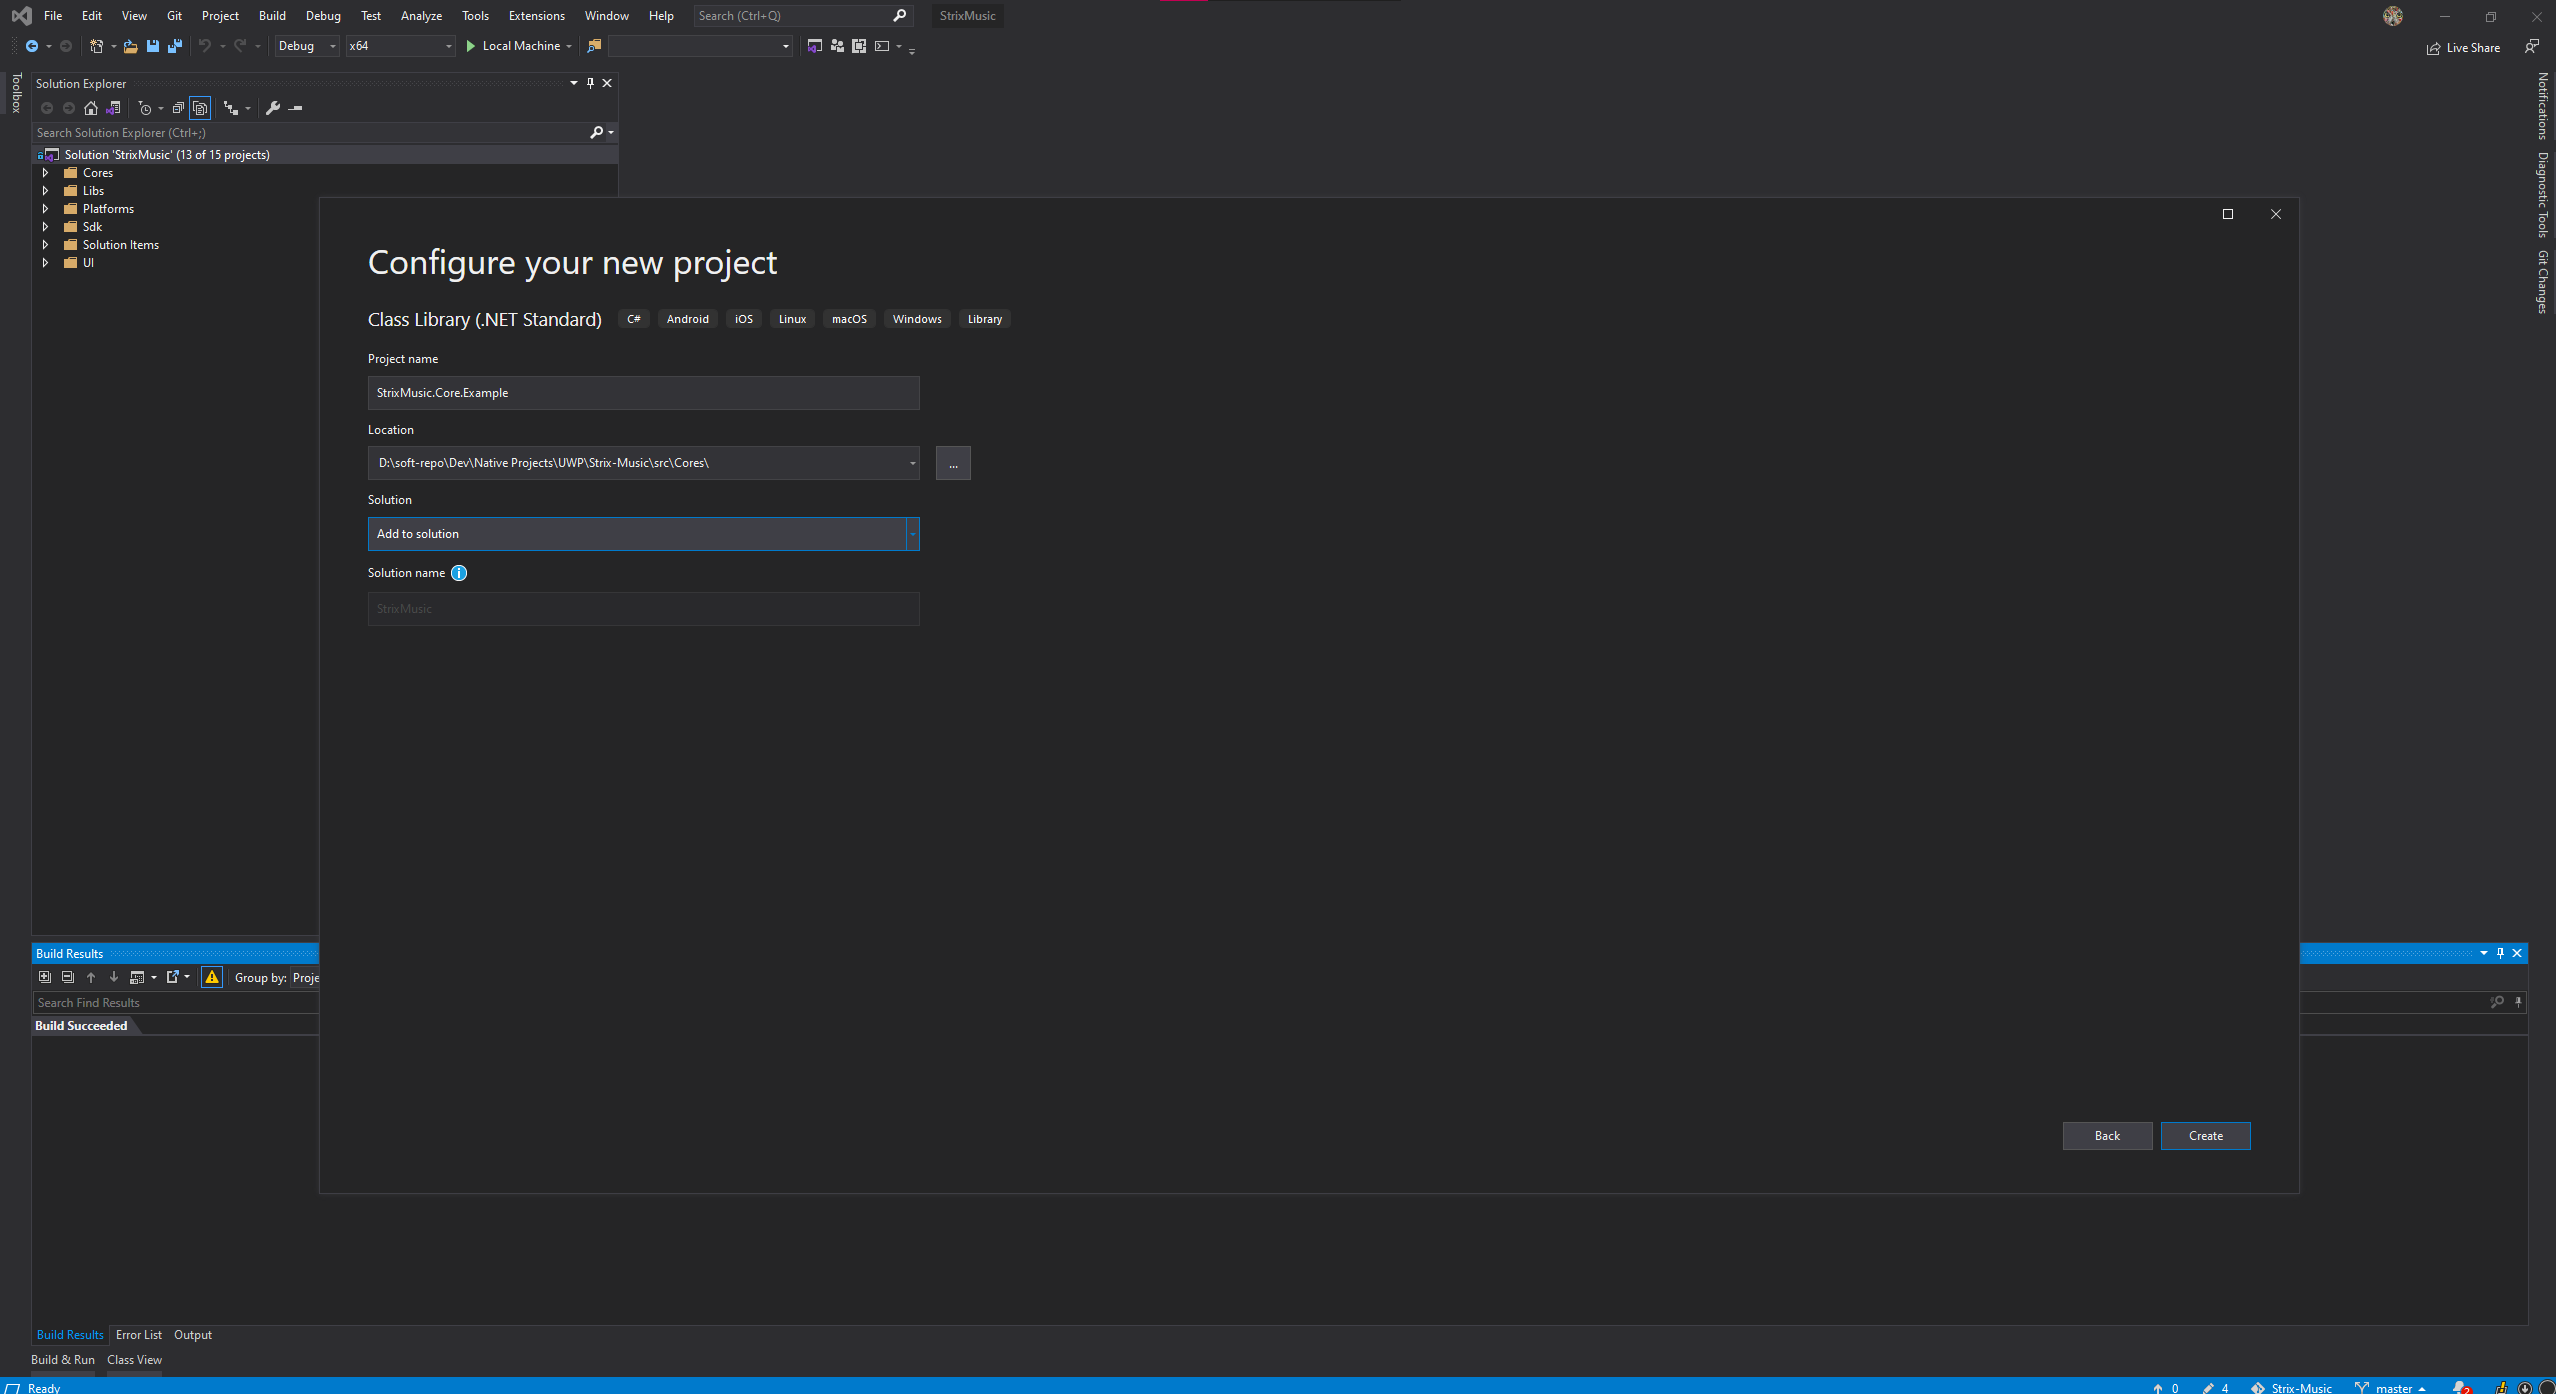 File Edit View Git Project Build Debug Test Analyze Tools Extensions Window Help Search (Ctrl+Q) StrixMusic
Debug x64 Local Machine Live Share
Toolbox
Solution Explorer
Search Solution Explorer (Ctrl+;)
Solution 'StrixMusic' (13 of 15 projects)
Cores
Libs
Platforms
Sdk
Solution Items
UI
Notifications
Diagnostic Tools
Git Changes
Configure your new project
Class Library (.NET Standard) C# Android iOS Linux macOS Windows Library
Project name
StrixMusic.Core.Example
Location
D:\soft-repo\Dev\Native Projects\UWP\Strix-Music\src\Cores\
...
Solution
Add to solution
Solution name
StrixMusic
Back Create
Build Results
Group by: Proje
Search Find Results
Build Succeeded
Build Results Error List Output
Build & Run Class View
Ready 0 4 Strix-Music master 2